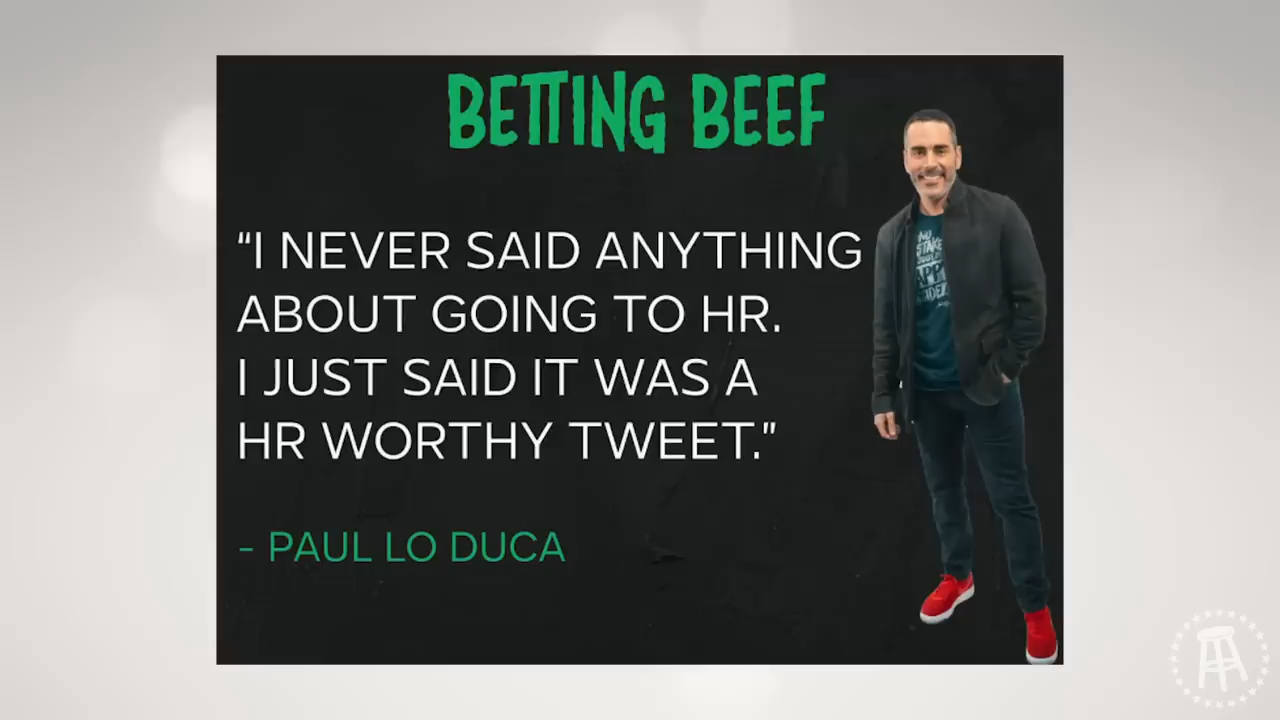 BETTING BEEF
“I NEVER SAID ANYTHING
ABOUT GOING TO HR.
I JUST SAID IT WAS A
HR WORTHY TWEET.”
- PAUL LO DUCA